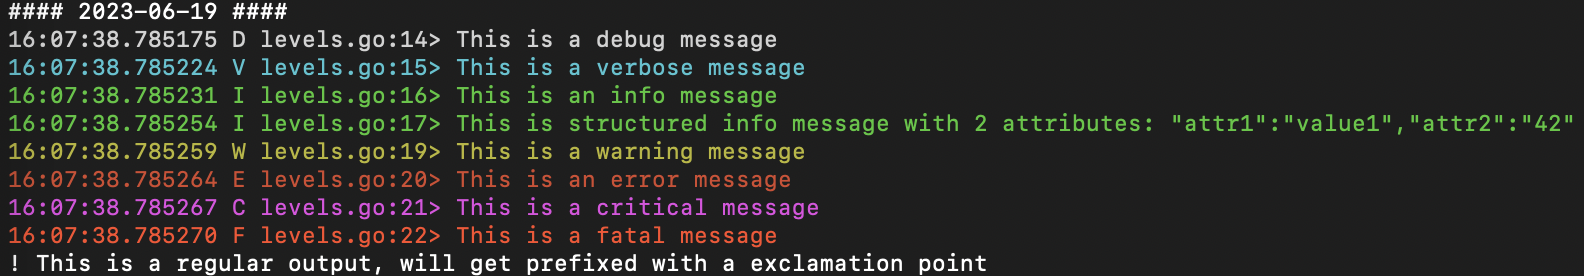 #### 2023-06-19 ####
16:07:38.785175 D levels.go:14> This is a debug message
16:07:38.785224 V levels.go:15> This is a verbose message
16:07:38.785231 I levels.go:16> This is an info message
16:07:38.785254 I levels.go:17> This is structured info message with 2 attributes: "attr1":"value1","attr2":"42"
16:07:38.785259 W levels.go:19> This is a warning message
16:07:38.785264 E levels.go:20> This is an error message
16:07:38.785267 C levels.go:21> This is a critical message
16:07:38.785270 F levels.go:22> This is a fatal message
! This is a regular output, will get prefixed with a exclamation point